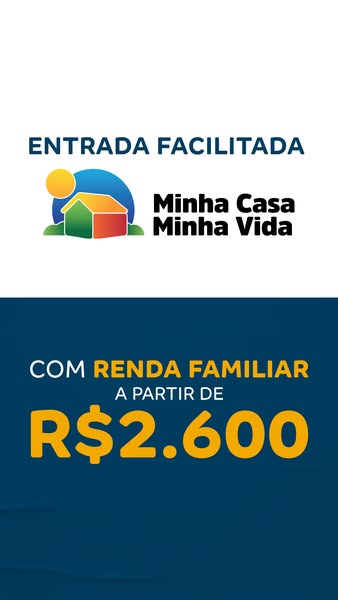 ENTRADA FACILITADA
Minha Casa
Minha Vida
COM RENDA FAMILIAR
A PARTIR DE
R$2.600